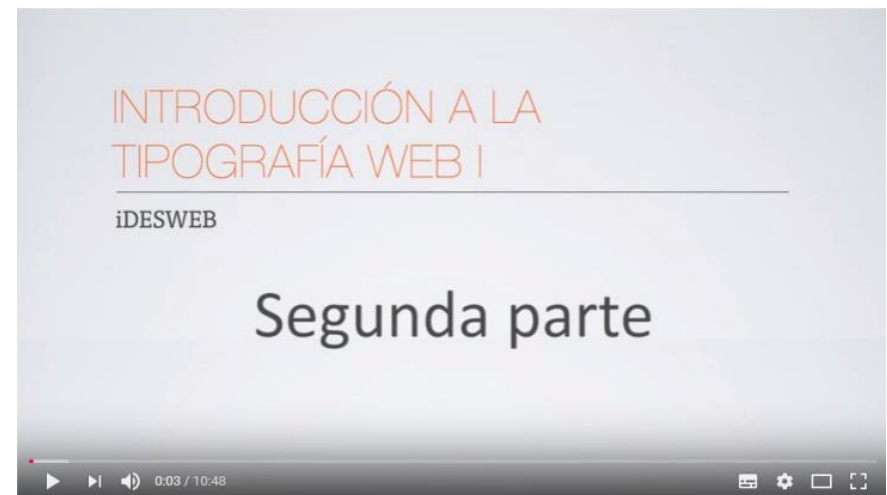 INTRODUCCIÓN A LA
TIPOGRAFÍA WEB I
iDESWEB
Segunda parte
0:03 / 10:48